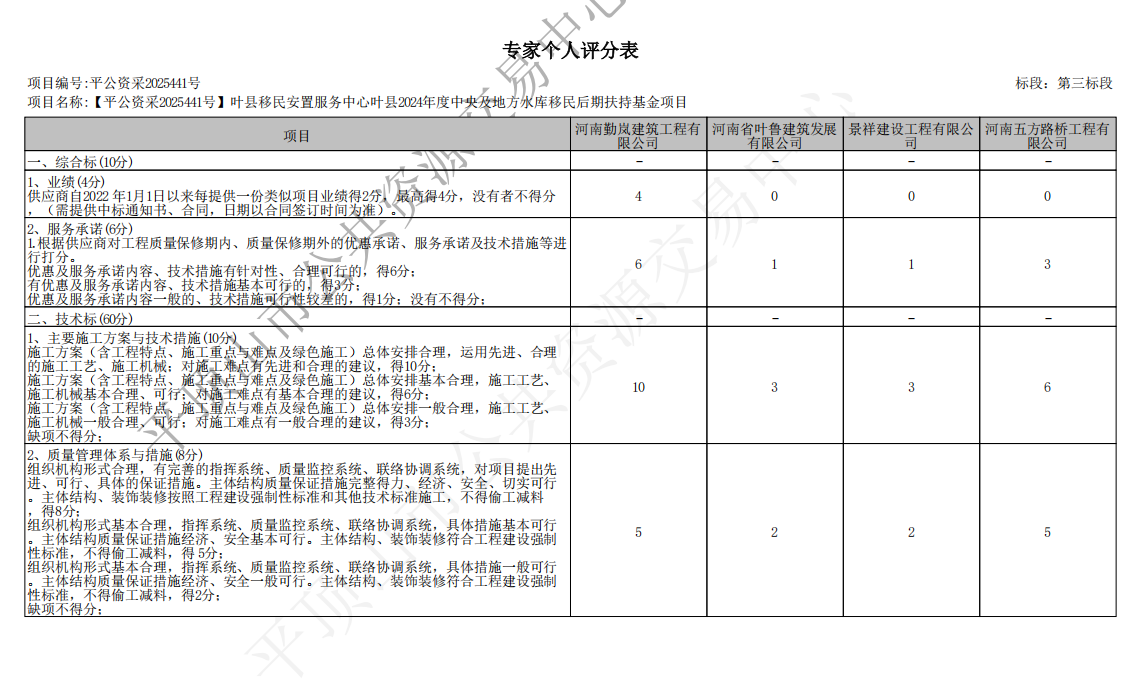 专家个人评分表
项目编号:平公资采2025441号
标段：第三标段
项目名称:【平公资采2025441号】叶县移民安置服务中心叶县2024年度中央及地方水库移民后期扶持基金项目
项目
河南勤岚建筑工程有限公司
河南省叶鲁建筑发展有限公司
景祥建设工程有限公司
河南五方路桥工程有限公司
一、综合标(10分)
－ － － －
1、业绩(4分)
供应商自2022 年1月1日以来每提供一份类似项目业绩得2分，最高得4分，没有者不得分
，（需提供中标通知书、合同，日期以合同签订时间为准）。
4 0 0 0
2、服务承诺(6分)
1.根据供应商对工程质量保修期内、质量保修期外的优惠承诺、服务承诺及技术措施等进
行打分。
优惠及服务承诺内容、技术措施有针对性、合理可行的，得6分；
有优惠及服务承诺内容、技术措施基本可行的，得3分；
优惠及服务承诺内容一般的、技术措施可行性较差的，得1分；没有不得分；
6 1 1 3
二、技术标(60分)
－ － － －
1、主要施工方案与技术措施(10分)
施工方案（含工程特点、施工重点与难点及绿色施工）总体安排合理，运用先进、合理
的施工工艺、施工机械；对施工难点有先进和合理的建议，得10分；
施工方案（含工程特点、施工重点与难点及绿色施工）总体安排基本合理，施工工艺、
施工机械基本合理、可行；对施工难点有基本合理的建议，得6分；
施工方案（含工程特点、施工重点与难点及绿色施工）总体安排一般合理，施工工艺、
施工机械一般合理、可行；对施工难点有一般合理的建议，得3分；
缺项不得分；
10 3 3 6
2、质量管理体系与措施(8分)
组织机构形式合理，有完善的指挥系统、质量监控系统、联络协调系统，对项目提出先
进、可行、具体的保证措施。主体结构质量保证措施完整得力、经济、安全、切实可行
。主体结构、装饰装修按照工程建设强制性标准和其他技术标准施工，不得偷工减料
，得8分；
组织机构形式基本合理，指挥系统、质量监控系统、联络协调系统，具体措施基本可行
。主体结构质量保证措施经济、安全基本可行。主体结构、装饰装修符合工程建设强制
性标准，不得偷工减料，得 5分；
组织机构形式基本合理，指挥系统、质量监控系统、联络协调系统，具体措施一般可行
。主体结构质量保证措施经济、安全一般可行。主体结构、装饰装修符合工程建设强制
性标准，不得偷工减料，得2分；
缺项不得分；
5 2 2 5
平顶山市公共资源交易中心
平顶山市公共资源交易中心